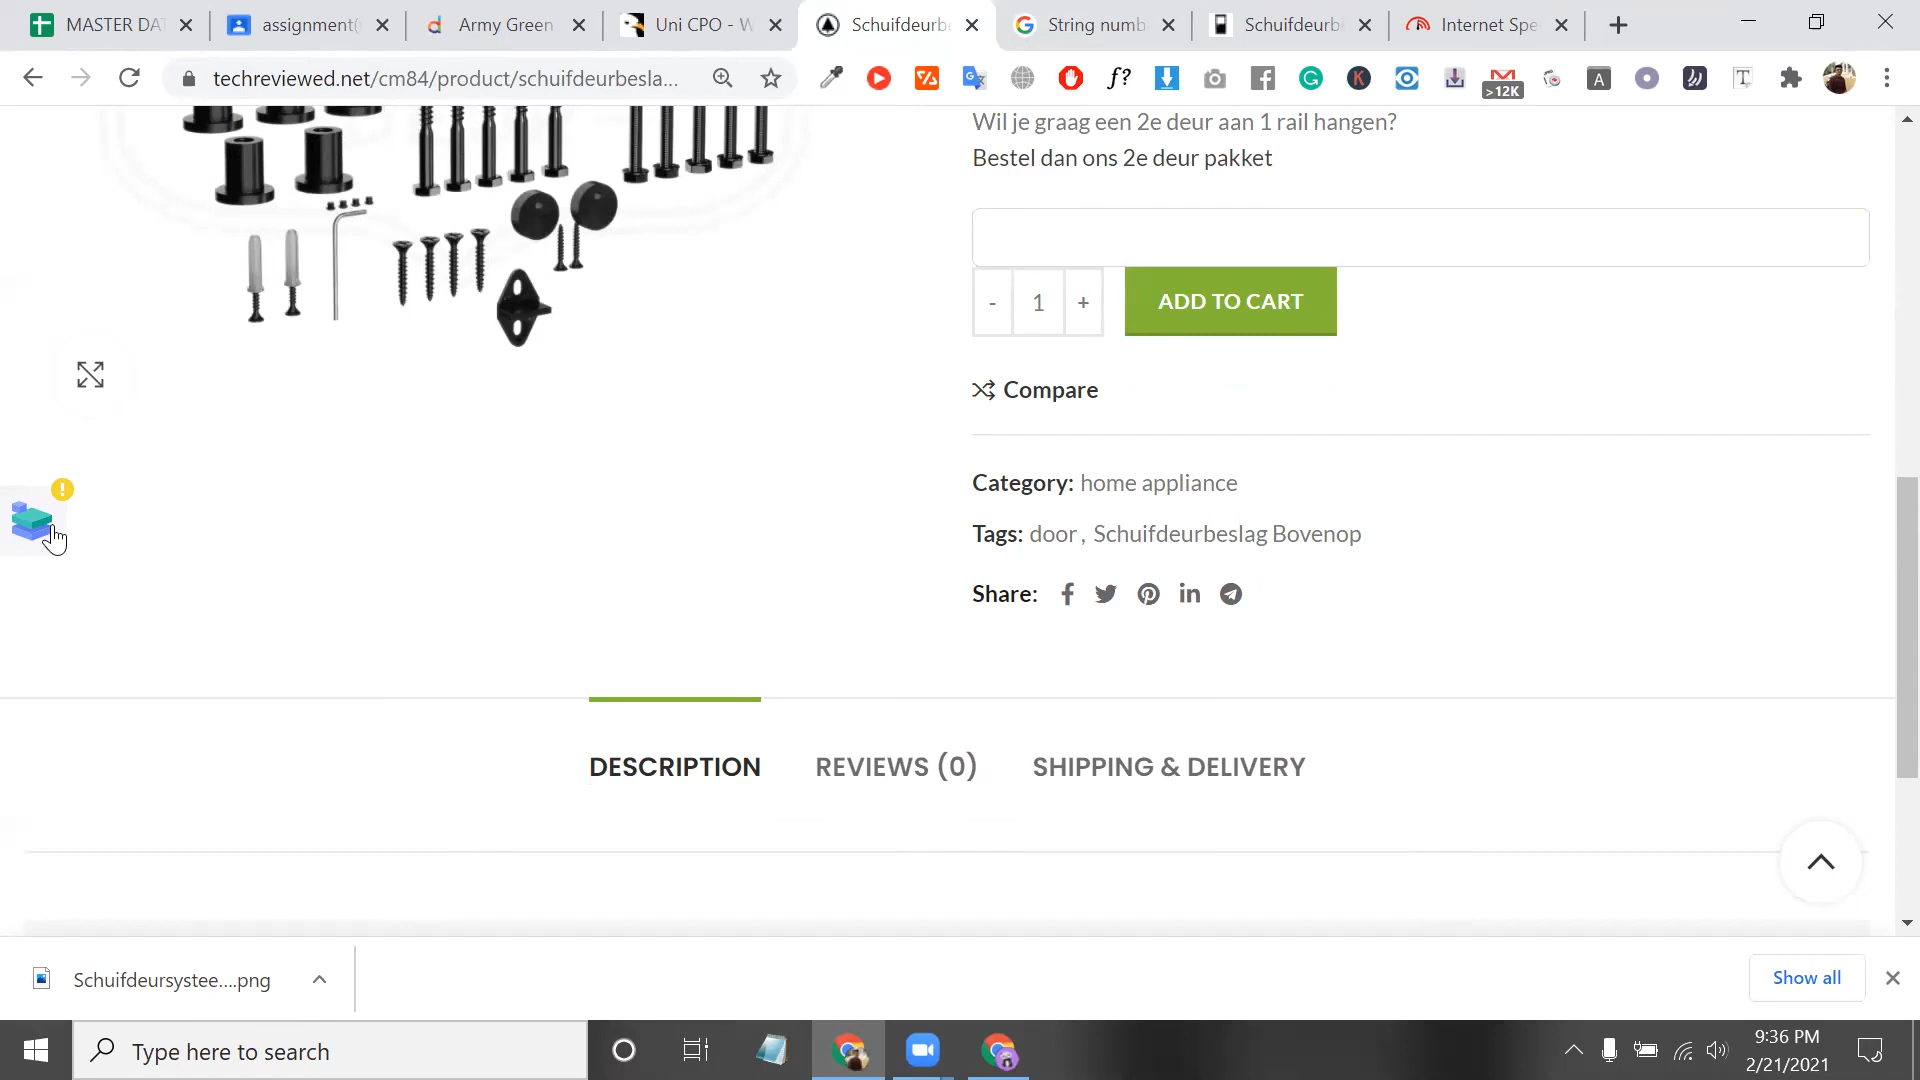 MASTER DA
assignment(
Army Green
Uni CPO - W
Schuifdeurb
String numb
Schuifdeurb
Internet Spe
techreviewed.net/cm84/product/schuifdeurbesla...
f?
>12K
Wil je graag een 2e deur aan 1 rail hangen?
Bestel dan ons 2e deur pakket
- 1 +
ADD TO CART
Compare
Category: home appliance
Tags: door , Schuifdeurbeslag Bovenop
Share:
DESCRIPTION
REVIEWS (0)
SHIPPING & DELIVERY
Schuifdeursystee....png
Show all
Type here to search
9:36 PM
2/21/2021